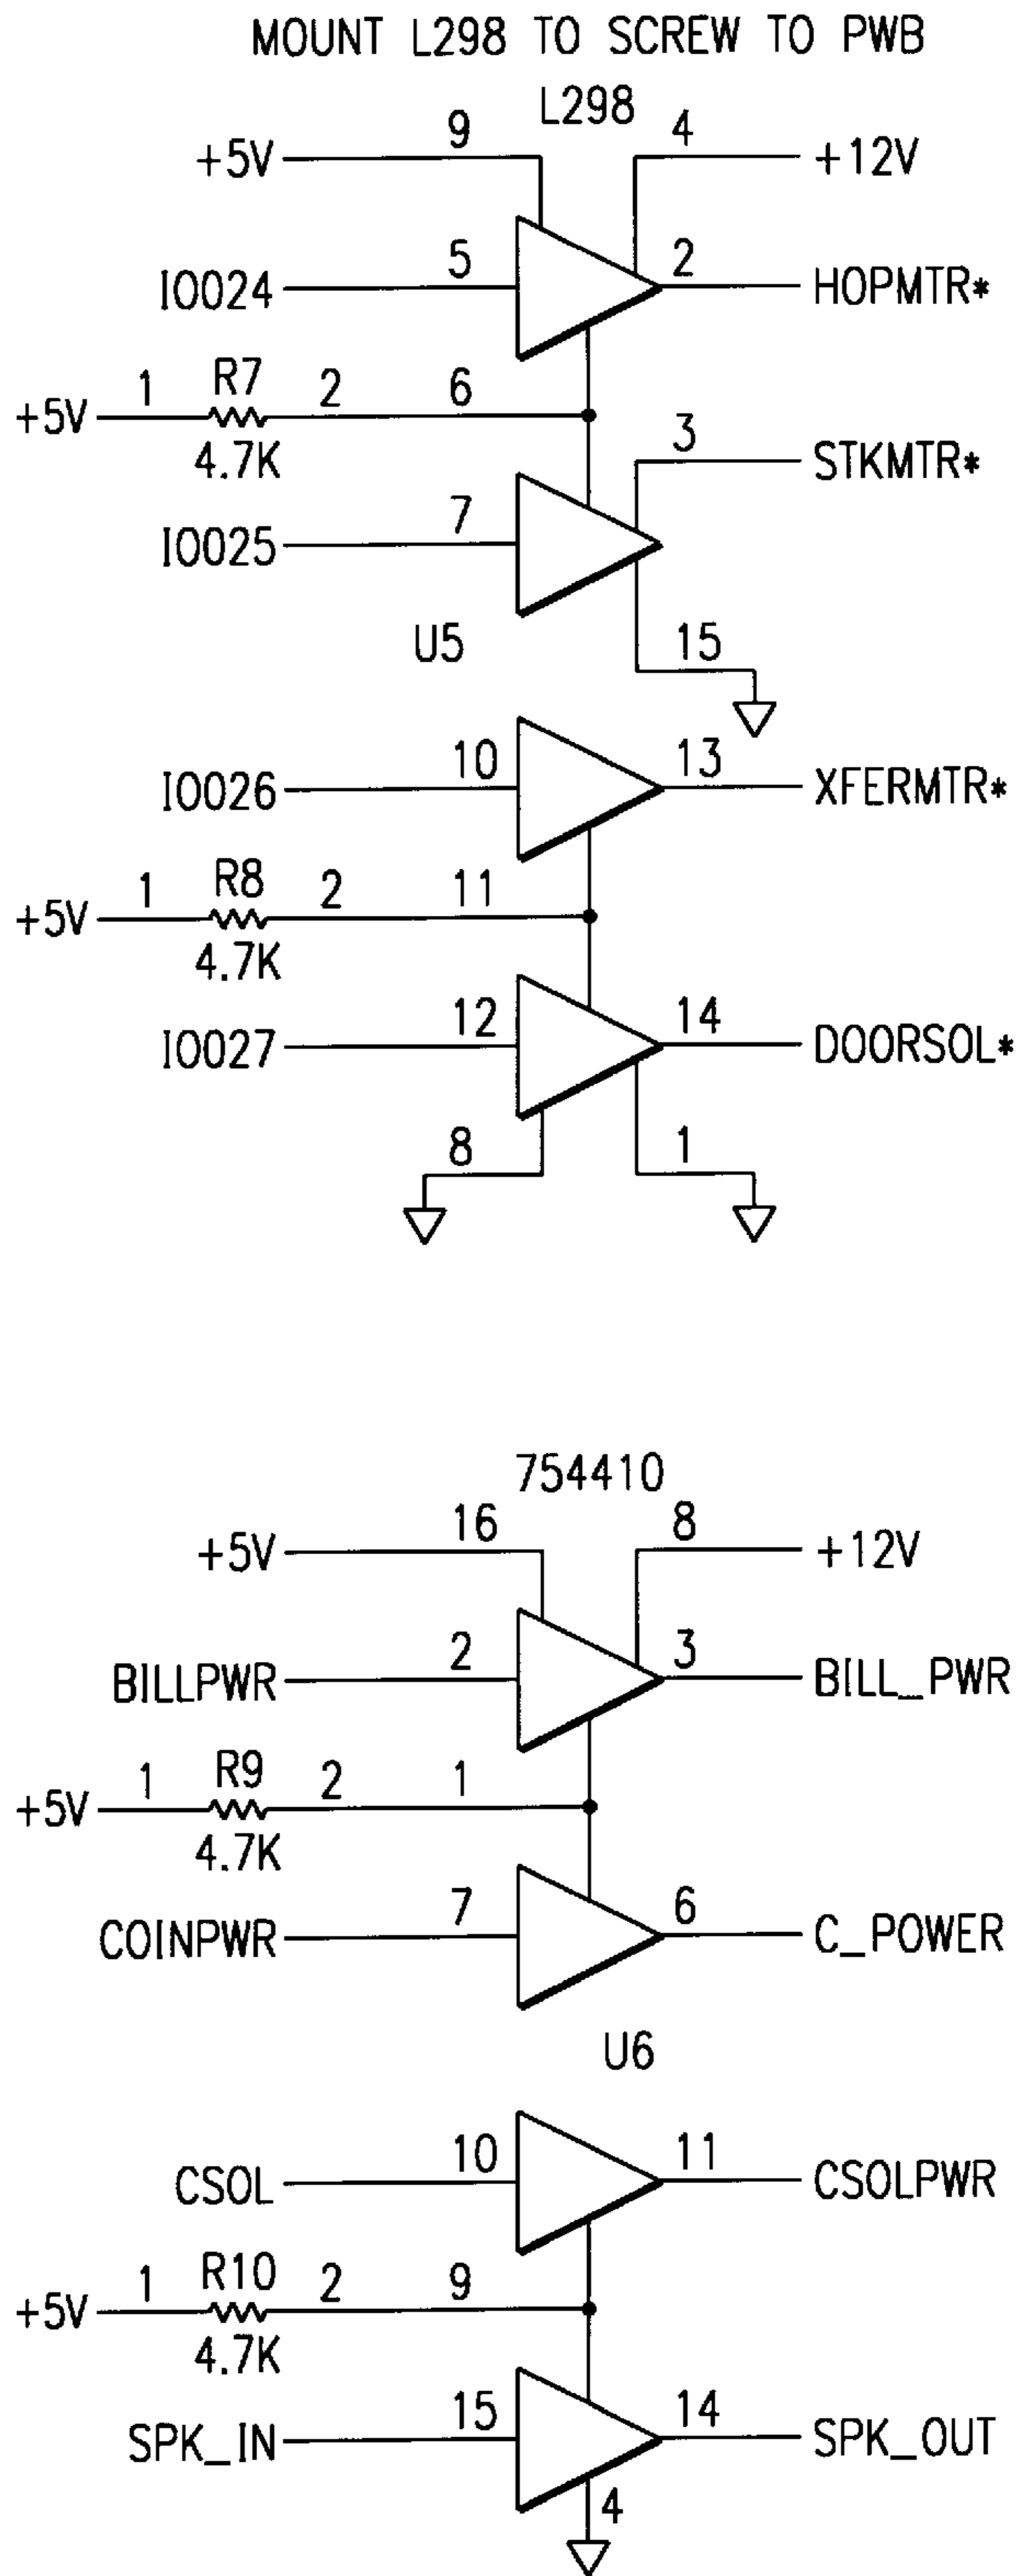 MOUNT L298 TO SCREW TO PWB
L298
+5V 9 4 +12V
IO024 5 2 HOPMTR*
+5V 1 R7 2 6
4.7K
3 STKMTR*
IO025 7
U5
15
IO026 10 13 XFERMTR*
+5V 1 R8 2 11
4.7K
IO027 12 14 DOORSOL*
8 1
754410
+5V 16 8 +12V
BILLPWR 2 3 BILL_PWR
+5V 1 R9 2 1
4.7K
COINPWR 7 6 C_POWER
U6
CSOL 10 11 CSOLPWR
+5V 1 R10 2 9
4.7K
SPK_IN 15 14 SPK_OUT
4